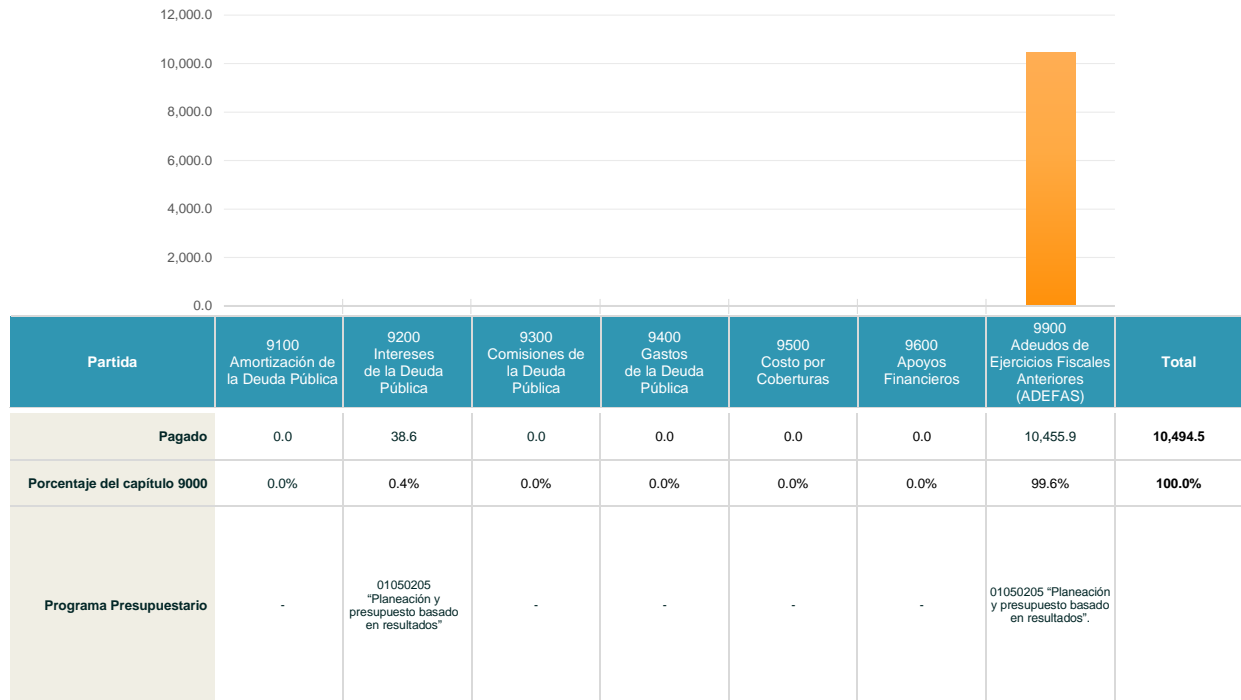 12,000.0
10,000.0
8,000.0
6,000.0
4,000.0
2,000.0
0.0
Partida
9100
Amortización de
la Deuda Pública
9200
Intereses
de la Deuda
Pública
9300
Comisiones de
la Deuda
Pública
9400
Gastos
de la Deuda
Pública
9500
Costo por
Coberturas
9600
Apoyos
Financieros
9900
Adeudos de
Ejercicios Fiscales
Anteriores
(ADEFAS)
Total
Pagado
0.0
38.6
0.0
0.0
0.0
0.0
10,455.9
10,494.5
Porcentaje del capítulo 9000
0.0%
0.4%
0.0%
0.0%
0.0%
0.0%
99.6%
100.0%
Programa Presupuestario
-
01050205
“Planeación y
presupuesto basado
en resultados”
-
-
-
-
01050205 “Planeación
y presupuesto basado
en resultados”.